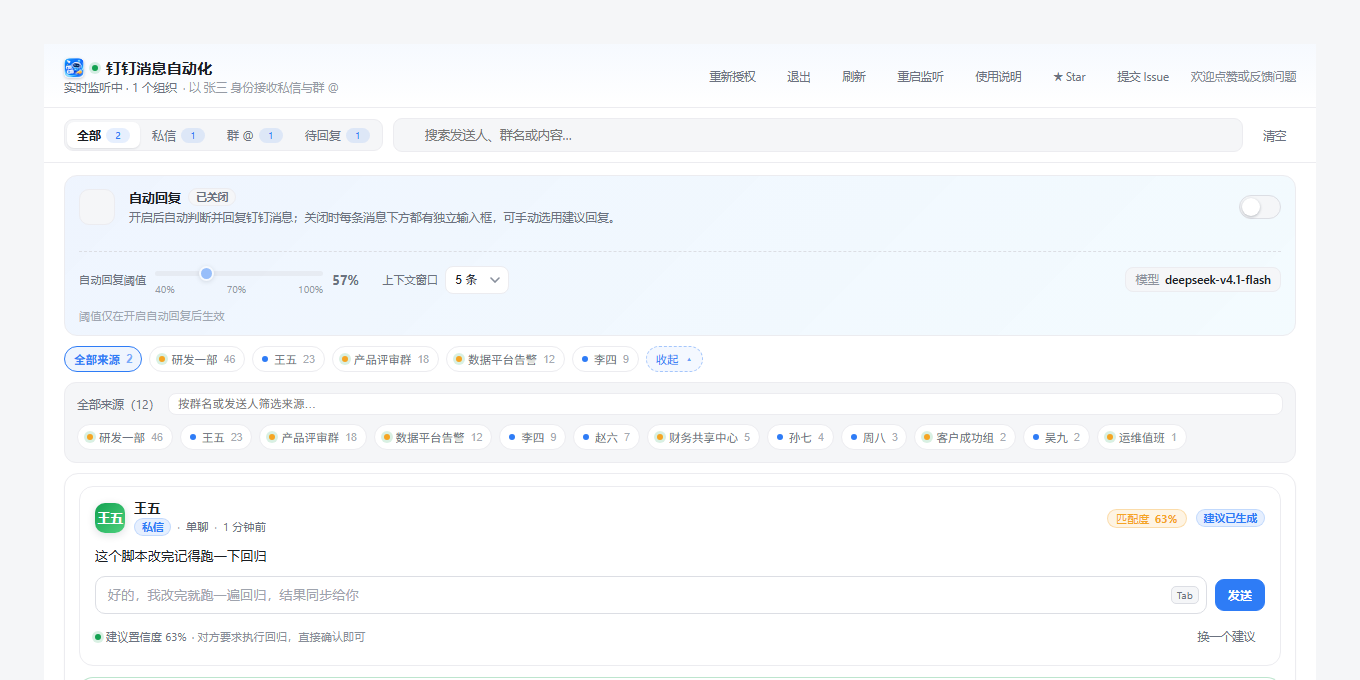 钉钉消息自动化
实时监听中 · 1 个组织 · 以 张三 身份接收私信与群 @
重新授权 退出 刷新 重启监听 使用说明 ★ Star 提交 Issue 欢迎点赞或反馈问题
全部 2 私信 1 群 @ 1 待回复 1 搜索发送人、群名或内容... 清空
自动回复 已关闭
开启后自动判断并回复钉钉消息；关闭时每条消息下方都有独立输入框，可手动选用建议回复。
自动回复阈值 57% 上下文窗口 5 条 模型 deepseek-v4.1-flash
40% 70% 100%
阈值仅在开启自动回复后生效
全部来源 2 研发一部 46 王五 23 产品评审群 18 数据平台告警 12 李四 9 收起
全部来源（12） 按群名或发送人筛选来源...
研发一部 46 王五 23 产品评审群 18 数据平台告警 12 李四 9 赵六 7 财务共享中心 5 孙七 4 周八 3 客户成功组 2 吴九 2 运维值班 1
王五 王五
私信 · 单聊 · 1 分钟前 匹配度 63% 建议已生成
这个脚本改完记得跑一下回归
好的，我改完就跑一遍回归，结果同步给你 Tab 发送
建议置信度 63% · 对方要求执行回归，直接确认即可 换一个建议